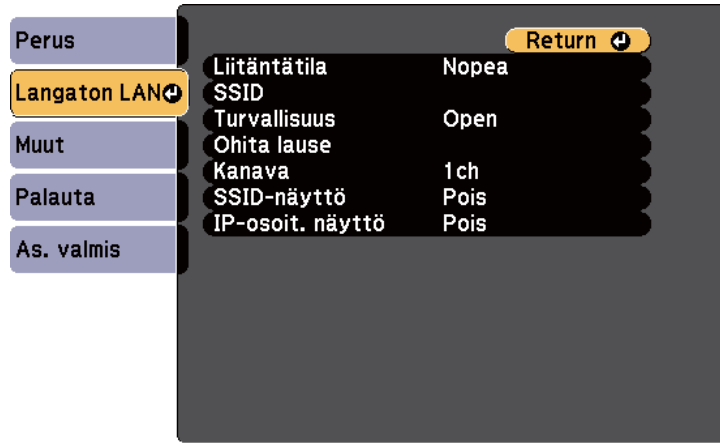 Perus
Langaton LAN
Muut
Palauta
As. valmis
Return
Liitäntätila Nopea
SSID
Turvallisuus Open
Ohita lause
Kanava 1ch
SSID-näyttö Pois
IP-osoit. näyttö Pois